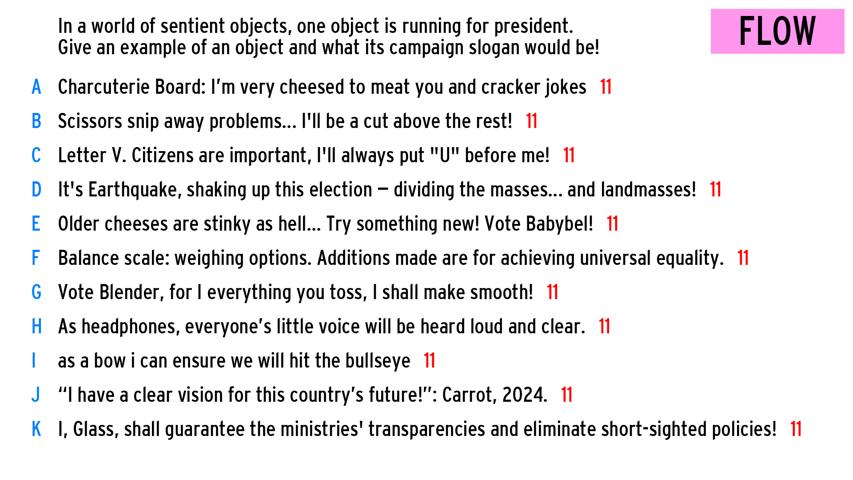 In a world of sentient objects, one object is running for president.
Give an example of an object and what its campaign slogan would be!
FLOW
A Charcuterie Board: I'm very cheesed to meat you and cracker jokes 11
B Scissors snip away problems... I'll be a cut above the rest! 11
C Letter V. Citizens are important, I'll always put "U" before me! 11
D It's Earthquake, shaking up this election – dividing the masses... and landmasses! 11
E Older cheeses are stinky as hell... Try something new! Vote Babybel! 11
F Balance scale: weighing options. Additions made are for achieving universal equality. 11
G Vote Blender, for I everything you toss, I shall make smooth! 11
H As headphones, everyone’s little voice will be heard loud and clear. 11
I as a bow i can ensure we will hit the bullseye 11
J “I have a clear vision for this country’s future!”: Carrot, 2024. 11
K I, Glass, shall guarantee the ministries' transparencies and eliminate short-sighted policies! 11